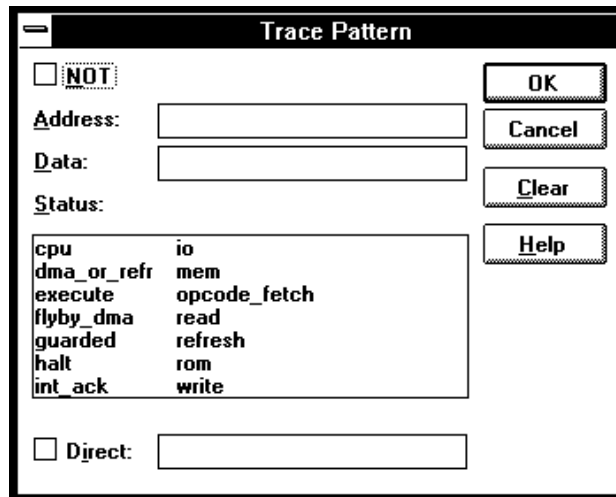 Trace Pattern
NOT
OK
Address:
Cancel
Data:
Clear
Status:
Help
cpu io
dma_or_refr mem
execute opcode_fetch
flyby_dma read
guarded refresh
halt rom
int_ack write
Direct: